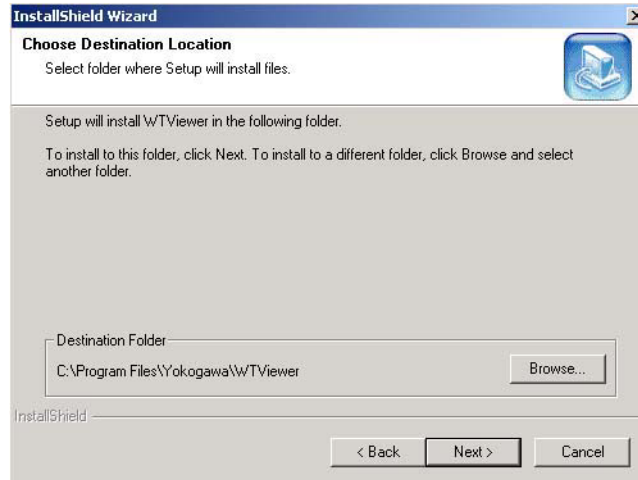 InstallShield Wizard
Choose Destination Location
Select folder where Setup will install files.
Setup will install WTViewer in the following folder.
To install to this folder, click Next. To install to a different folder, click Browse and select
another folder.
Destination Folder
C:\Program Files\Yokogawa\WTViewer
Browse...
InstallShield
< Back
Next >
Cancel